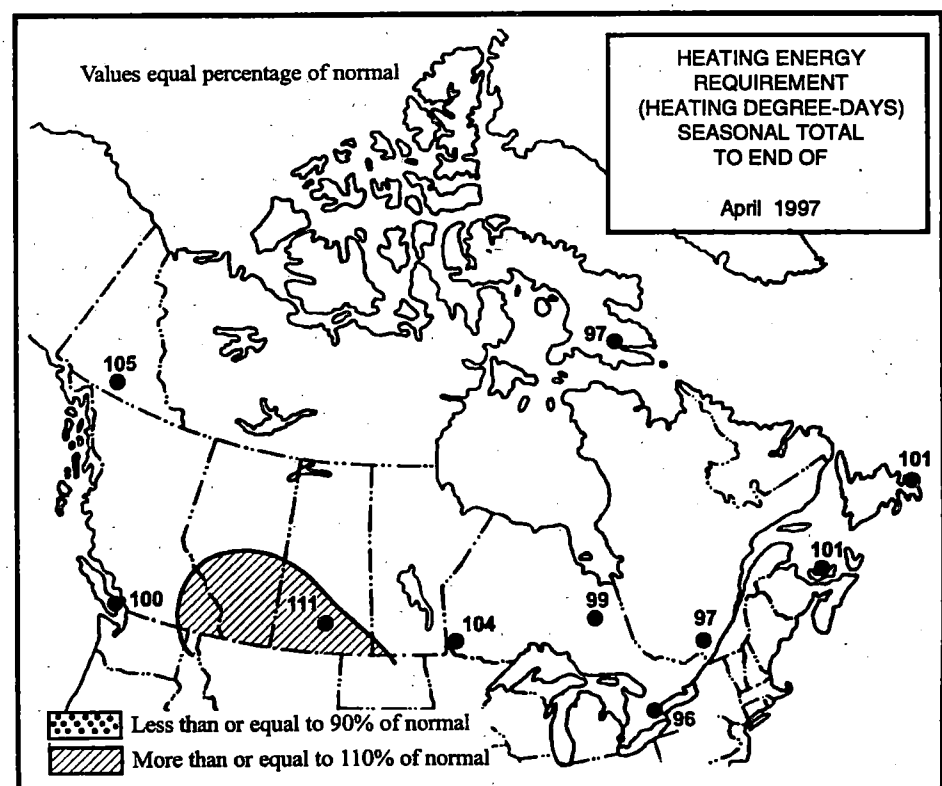 Values equal percentage of normal
HEATING ENERGY
REQUIREMENT
(HEATING DEGREE-DAYS)
SEASONAL TOTAL
TO END OF
April 1997
97
105
101
101
100
111
104
99
97
96
Less than or equal to 90% of normal
More than or equal to 110% of normal